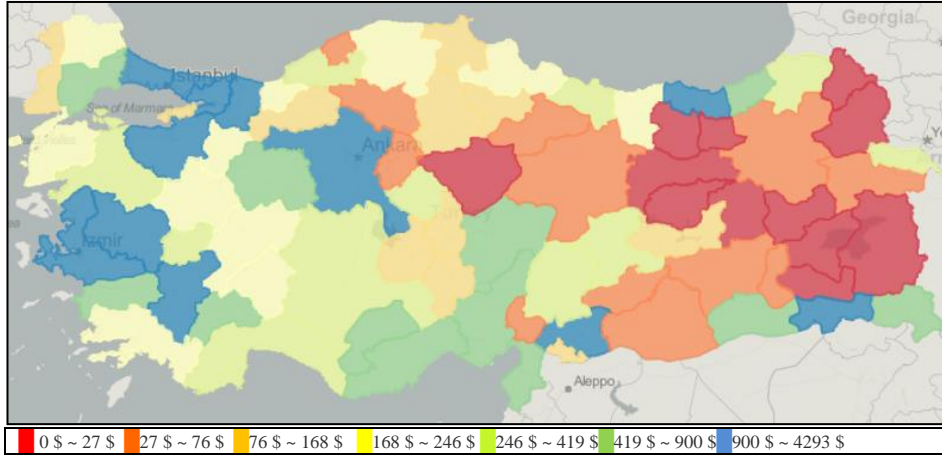 Georgia
Istanbul
Sea of Marmara
Ankara
Turkey
Izmir
Aleppo
0 $ ~ 27 $ 27 $ ~ 76 $ 76 $ ~ 168 $ 168 $ ~ 246 $ 246 $ ~ 419 $ 419 $ ~ 900 $ 900 $ ~ 4293 $